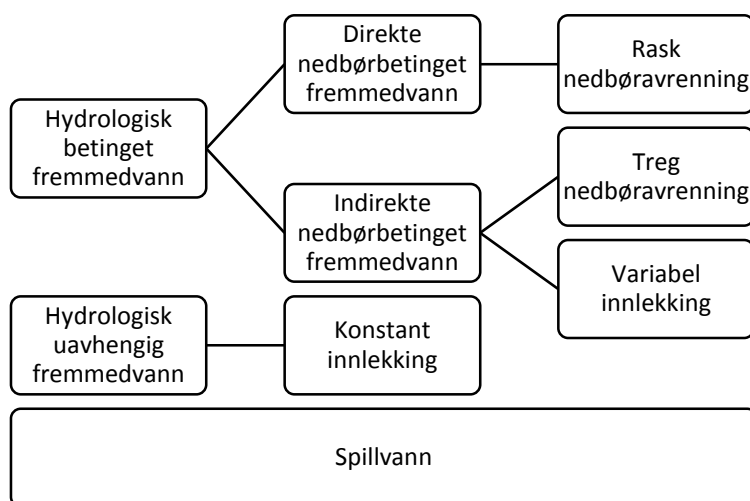 Direkte
nedbørbetinget
fremmedvann
Rask
nedbøravrenning
Hydrologisk
betinget
fremmedvann
Treg
nedbøravrenning
Indirekte
nedbørbetinget
fremmedvann
Variabel
innlekking
Hydrologisk
uavhengig
fremmedvann
Konstant
innlekking
Spillvann